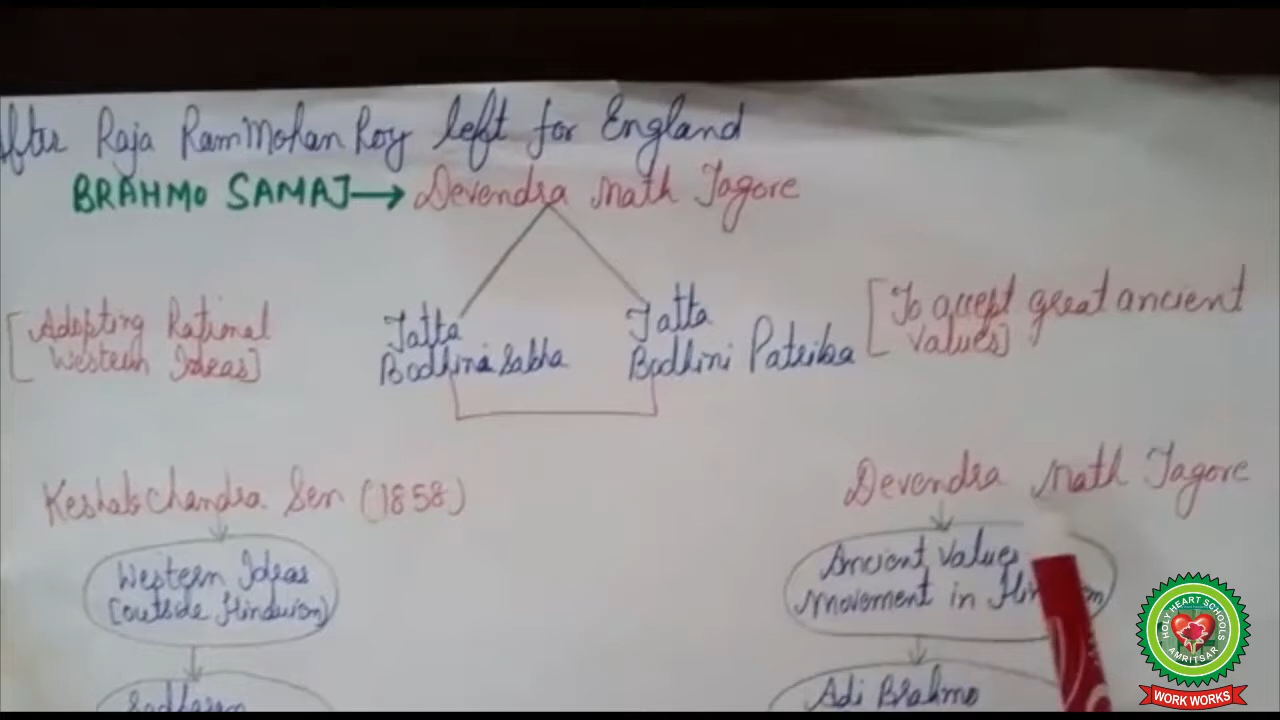 After Raja RamMohan Roy left for England
BRAHMO SAMAJ → Devendra Nath Tagore
[Adopting Rational
Western Ideas]
Tatta
Bodhini Sabha
Tatta
Bodhini Patrika
[To accept great ancient
values]
Keshab Chandra Sen (1858)
Western Ideas
(outside Hinduism)
Devendra Nath Tagore
Ancient values
movement in
Adi Brahmo
HOLY HEART SCHOOLS
AMRITSAR
WORK WORKS